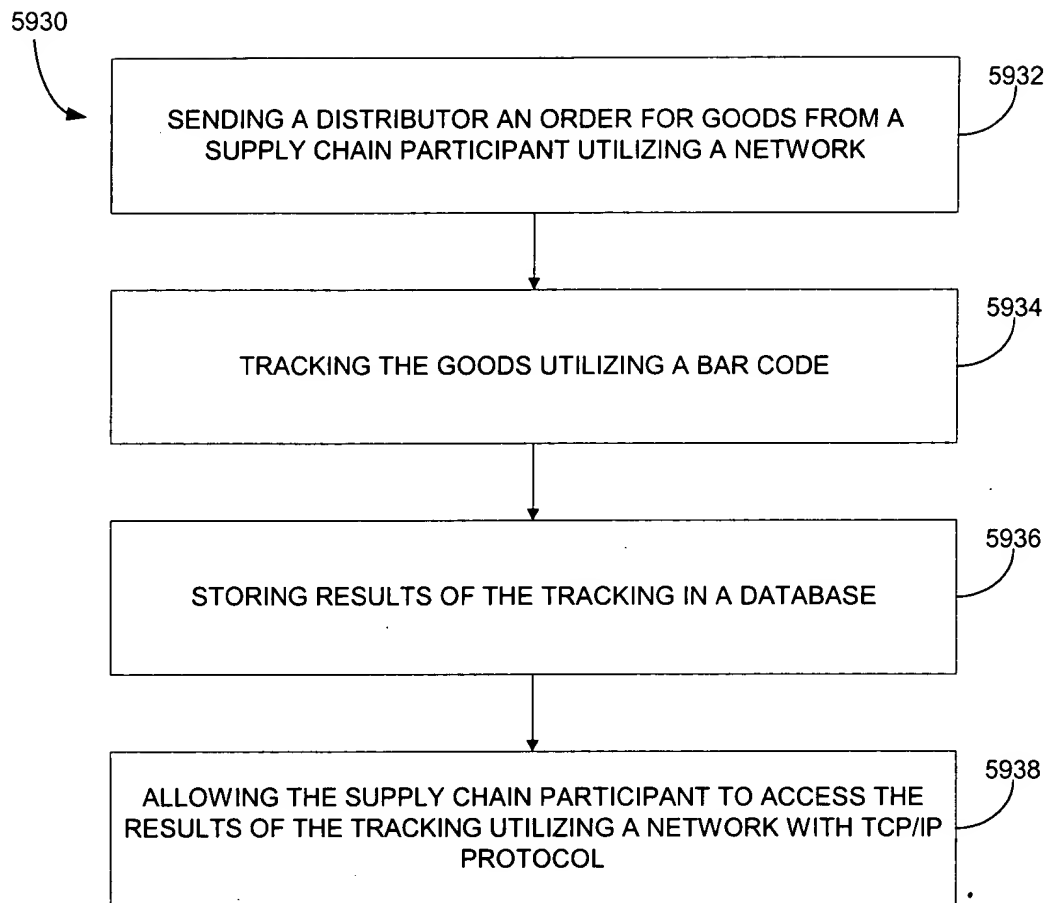 5930
5932
SENDING A DISTRIBUTOR AN ORDER FOR GOODS FROM A
SUPPLY CHAIN PARTICIPANT UTILIZING A NETWORK
5934
TRACKING THE GOODS UTILIZING A BAR CODE
5936
STORING RESULTS OF THE TRACKING IN A DATABASE
5938
ALLOWING THE SUPPLY CHAIN PARTICIPANT TO ACCESS THE
RESULTS OF THE TRACKING UTILIZING A NETWORK WITH TCP/IP
PROTOCOL